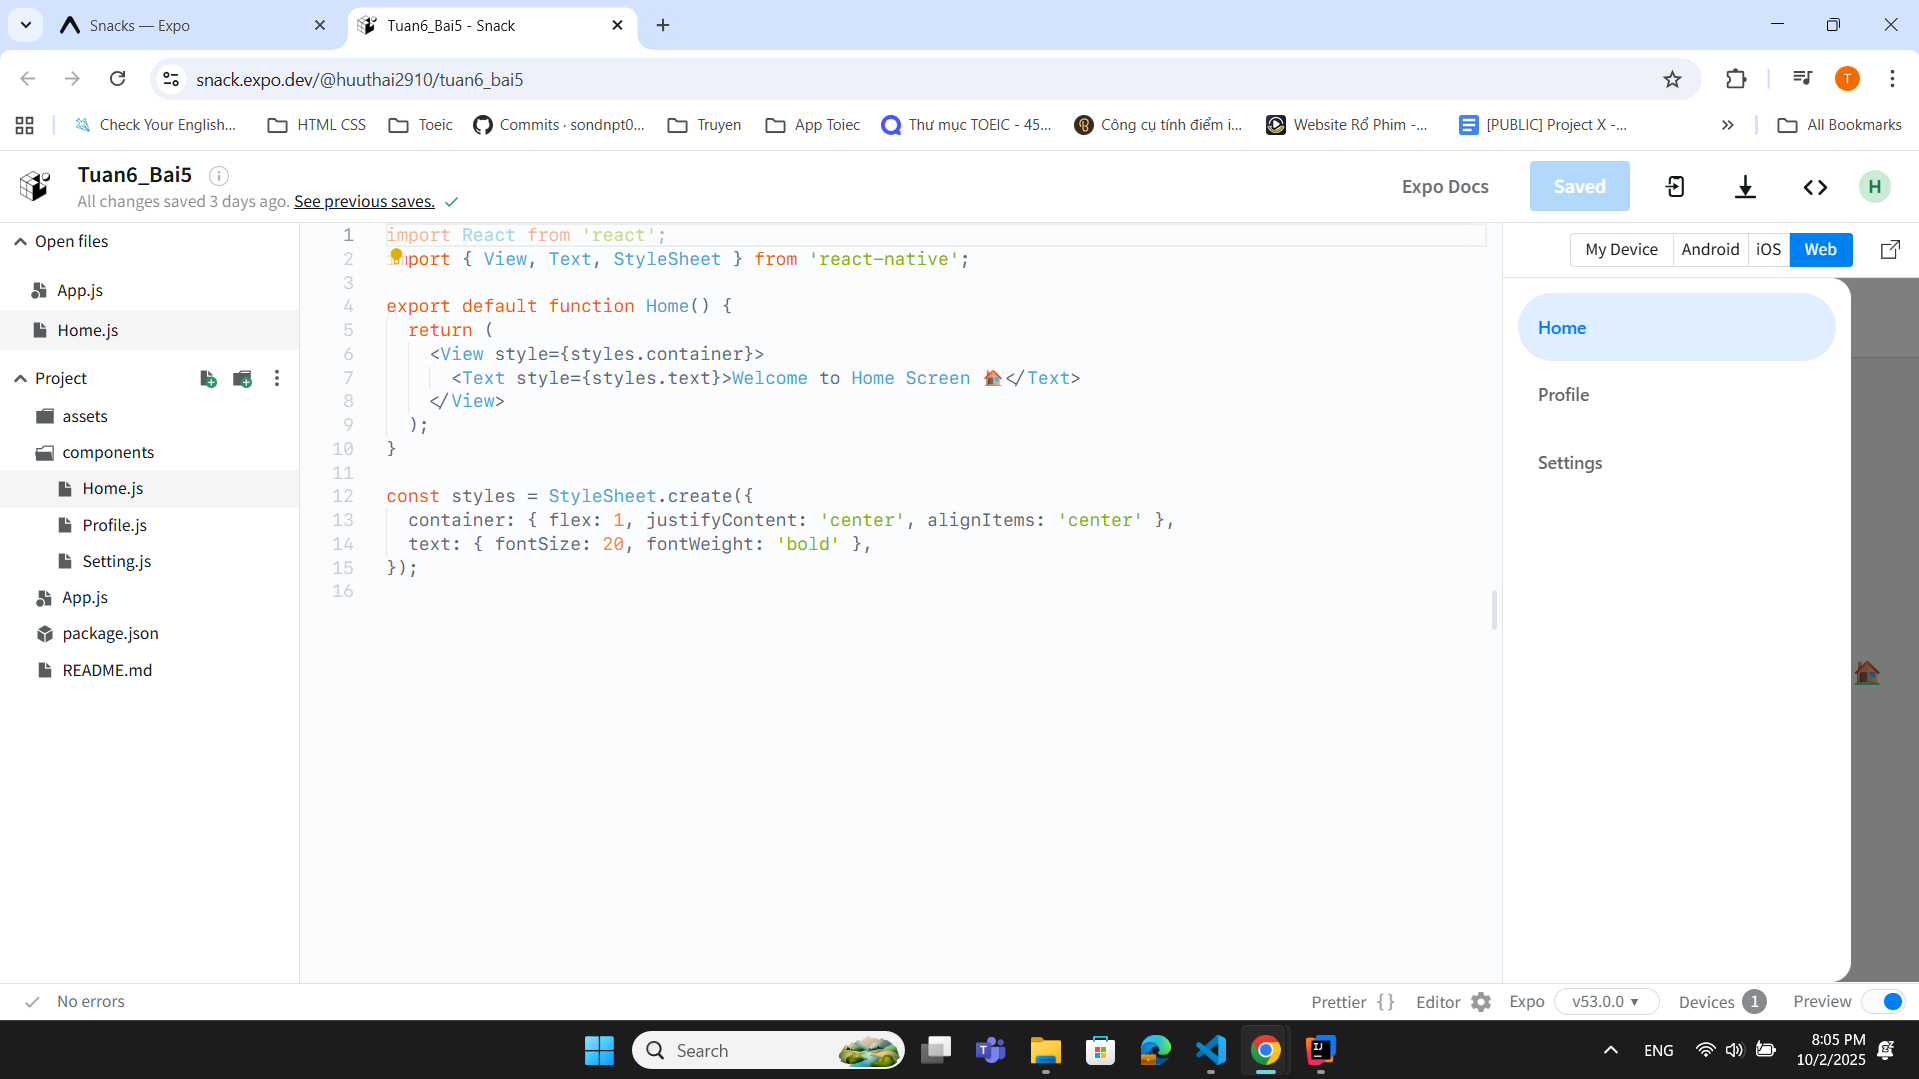 Snacks — Expo
Tuan6_Bai5 - Snack
snack.expo.dev/@huuthai2910/tuan6_bai5
T
Check Your English...
HTML CSS
Toeic
Commits · sondnpt0...
Truyen
App Toiec
Thư mục TOEIC - 45...
Công cụ tính điểm i...
Website Rổ Phim -...
[PUBLIC] Project X -...
All Bookmarks
Tuan6_Bai5
All changes saved 3 days ago. See previous saves.
Expo Docs
Saved
H
Open files
App.js
Home.js
Project
assets
components
Home.js
Profile.js
Setting.js
App.js
package.json
README.md
1 import React from 'react';
2 import { View, Text, StyleSheet } from 'react-native';
3
4 export default function Home() {
5 return (
6 <View style={styles.container}>
7 <Text style={styles.text}>Welcome to Home Screen 🏠</Text>
8 </View>
9 );
10 }
11
12 const styles = StyleSheet.create({
13 container: { flex: 1, justifyContent: 'center', alignItems: 'center' },
14 text: { fontSize: 20, fontWeight: 'bold' },
15 });
16
My Device
Android
iOS
Web
Home
Profile
Settings
🏠
No errors
Prettier {}
Editor
Expo
v53.0.0
Devices 1
Preview
Search
ENG
8:05 PM
10/2/2025